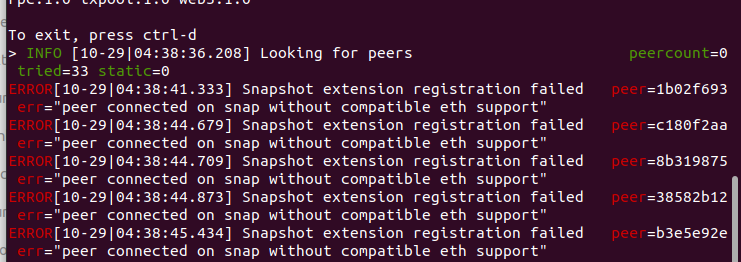 rpc:1.0 txpool:1.0 web3:1.0
To exit, press ctrl-d
> INFO [10-29|04:38:36.208] Looking for peers peercount=0
tried=33 static=0
ERROR[10-29|04:38:41.333] Snapshot extension registration failed peer=1b02f693
err="peer connected on snap without compatible eth support"
ERROR[10-29|04:38:44.679] Snapshot extension registration failed peer=c180f2aa
err="peer connected on snap without compatible eth support"
ERROR[10-29|04:38:44.709] Snapshot extension registration failed peer=8b319875
err="peer connected on snap without compatible eth support"
ERROR[10-29|04:38:44.873] Snapshot extension registration failed peer=38582b12
err="peer connected on snap without compatible eth support"
ERROR[10-29|04:38:45.434] Snapshot extension registration failed peer=b3e5e92e
err="peer connected on snap without compatible eth support"